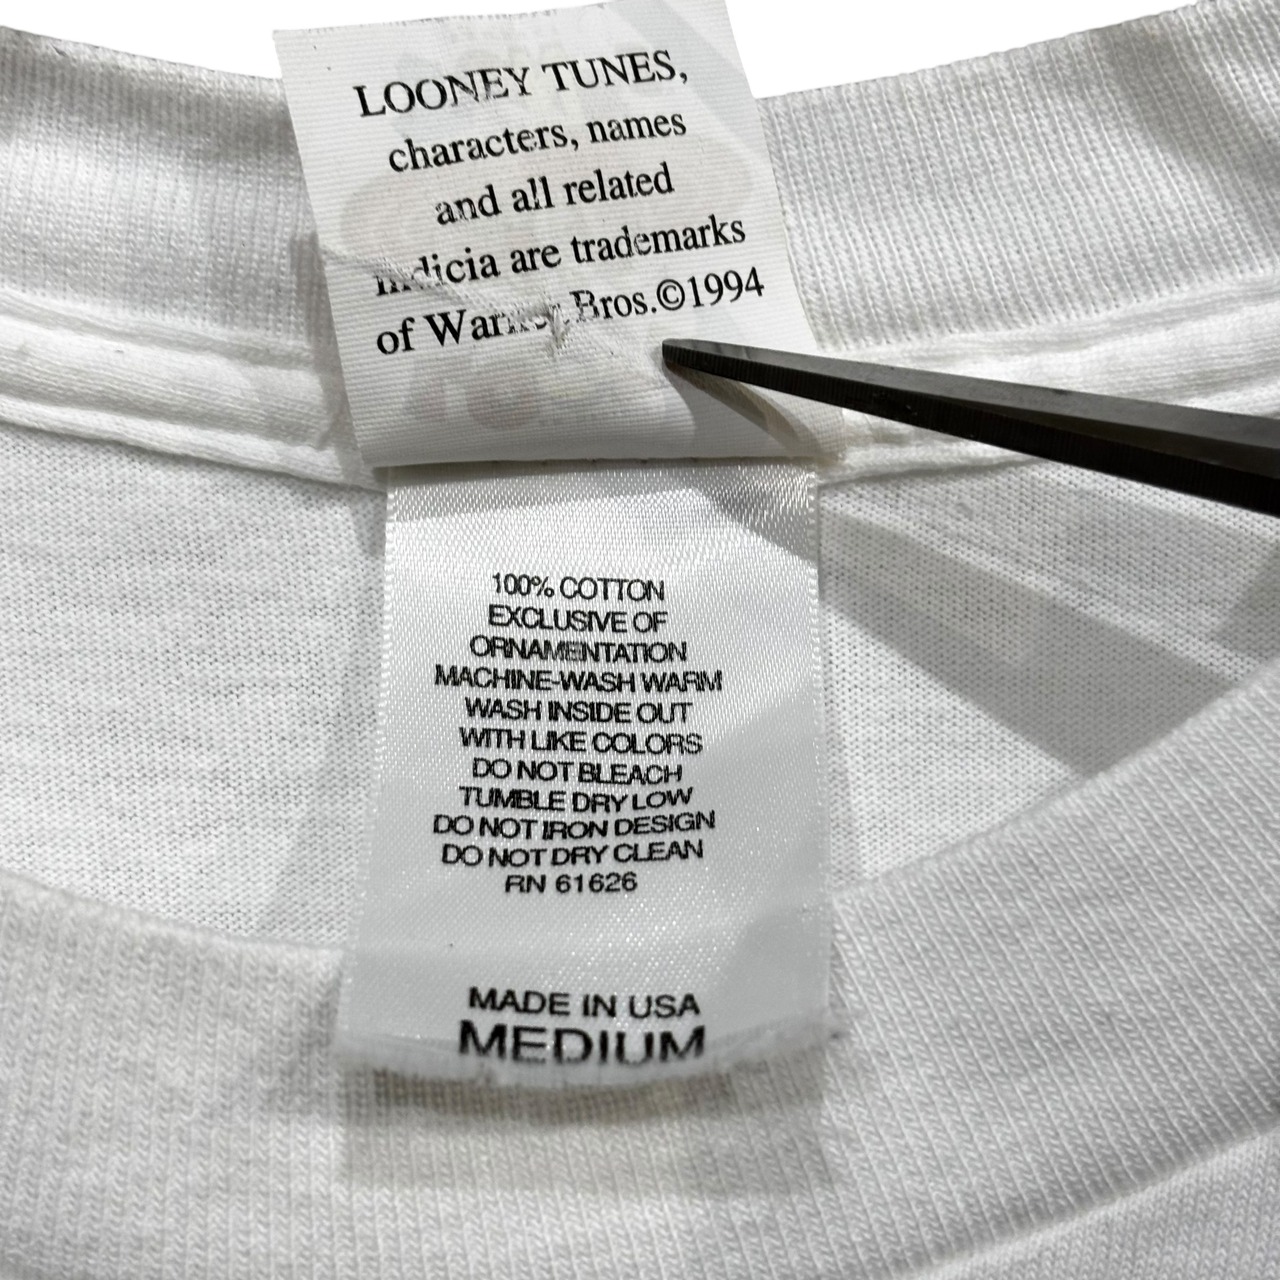 LOONEY TUNES,
characters, names
and all related
indicia are trademarks
of Warner Bros.©1994
100% COTTON
EXCLUSIVE OF
ORNAMENTATION
MACHINE-WASH WARM
WASH INSIDE OUT
WITH LIKE COLORS
DO NOT BLEACH
TUMBLE DRY LOW
DO NOT IRON DESIGN
DO NOT DRY CLEAN
RN 61626
MADE IN USA
MEDIUM